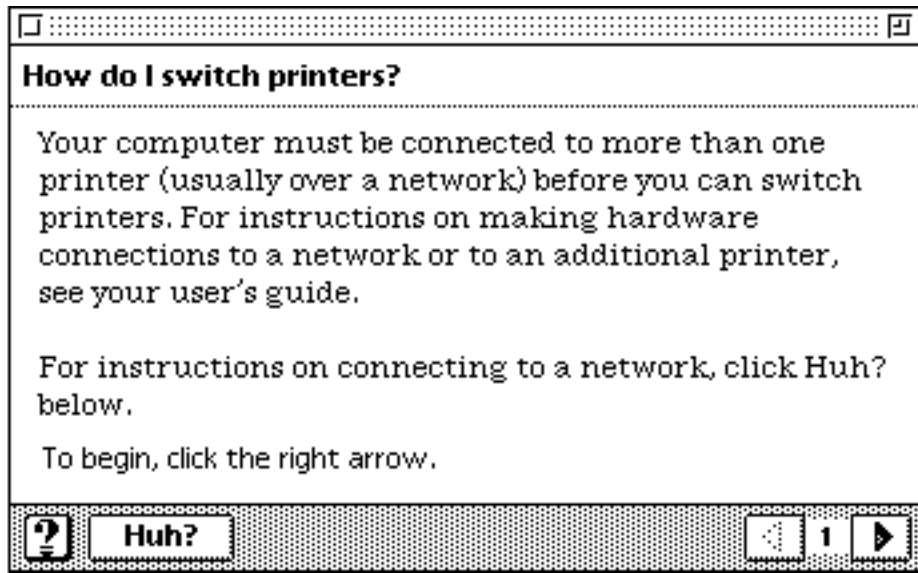 How do I switch printers?
Your computer must be connected to more than one
printer (usually over a network) before you can switch
printers. For instructions on making hardware
connections to a network or to an additional printer,
see your user's guide.
For instructions on connecting to a network, click Huh?
below.
To begin, click the right arrow.
? Huh? 1